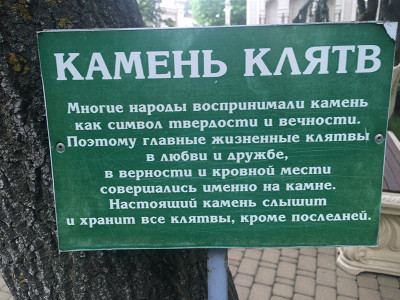 КАМЕНЬ КЛЯТВ
Многие народы воспринимали камень
как символ твердости и вечности.
Поэтому главные жизненные клятвы
в любви и дружбе,
в верности и кровной мести
совершались именно на камне.
Настоящий камень слышит
и хранит все клятвы, кроме последней.